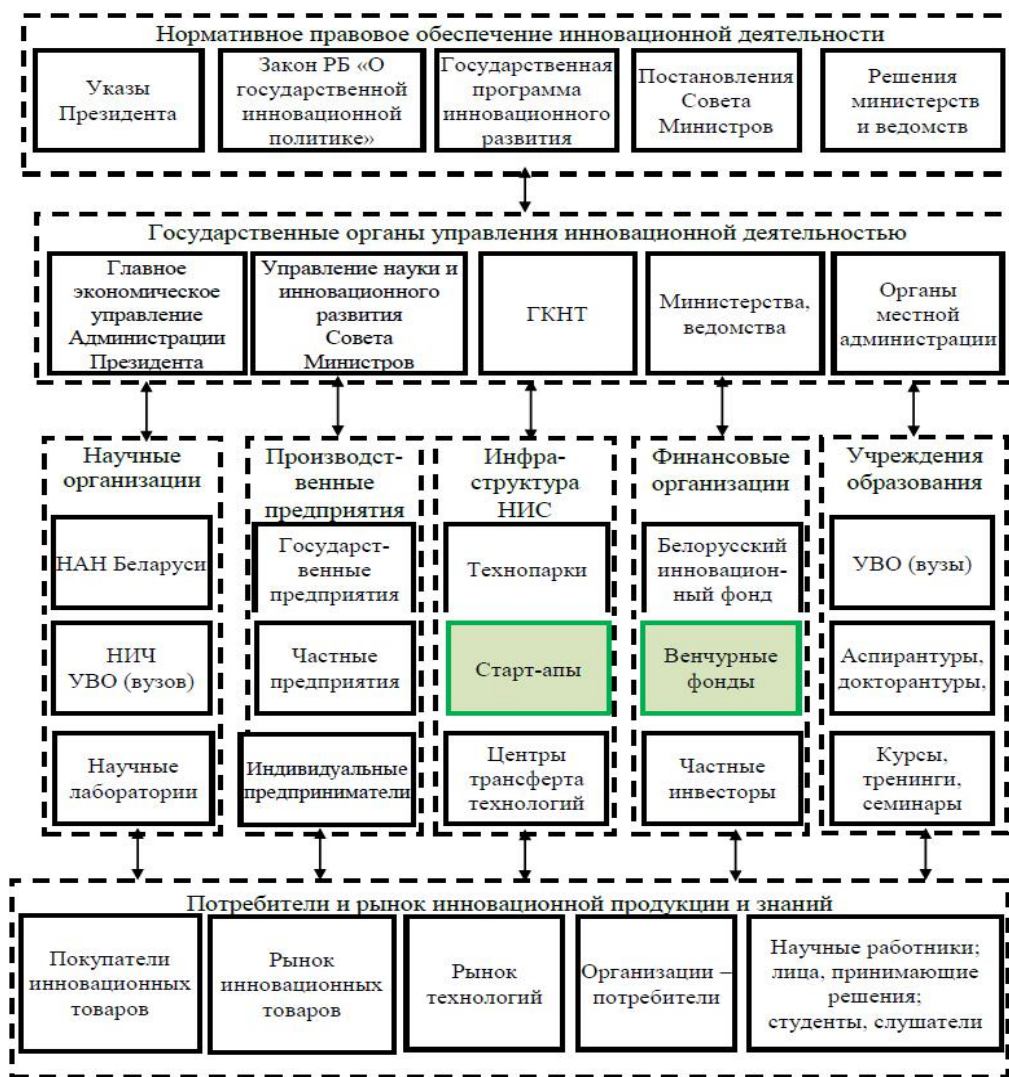 Нормативное правовое обеспечение инновационной деятельности
Указы
Президента
Закон РБ «О
государственной
инновационной
политике»
Государственная
программа
инновационного
развития
Постановления
Совета
Министров
Решения
министерств
и ведомств
Государственные органы управления инновационной деятельностью
Главное
экономическое
управление
Администрации
Президента
Управление науки и
инновационного
развития
Совета
Министров
ГКНТ
Министерства,
ведомства
Органы
местной
администрации
Научные
организации
НАН Беларуси
НИЧ
УВО (вузов)
Научные
лаборатории
Производст-
венные
предприятия
Государст-
венные
предприятия
Частные
предприятия
Индивидуальные
предприниматели
Инфра-
структура
НИС
Технопарки
Старт-апы
Центры
трансферта
технологий
Финансовые
организации
Белорусский
инновацион-
ный фонд
Венчурные
фонды
Частные
инвесторы
Учреждения
образования
УВО (вузы)
Аспирантуры,
докторантуры,
Курсы,
тренинги,
семинары
Потребители и рынок инновационной продукции и знаний
Покупатели
инновационных
товаров
Рынок
инновационных
товаров
Рынок
технологий
Организации –
потребители
Научные работники;
лица, принимающие
решения;
студенты, слушатели